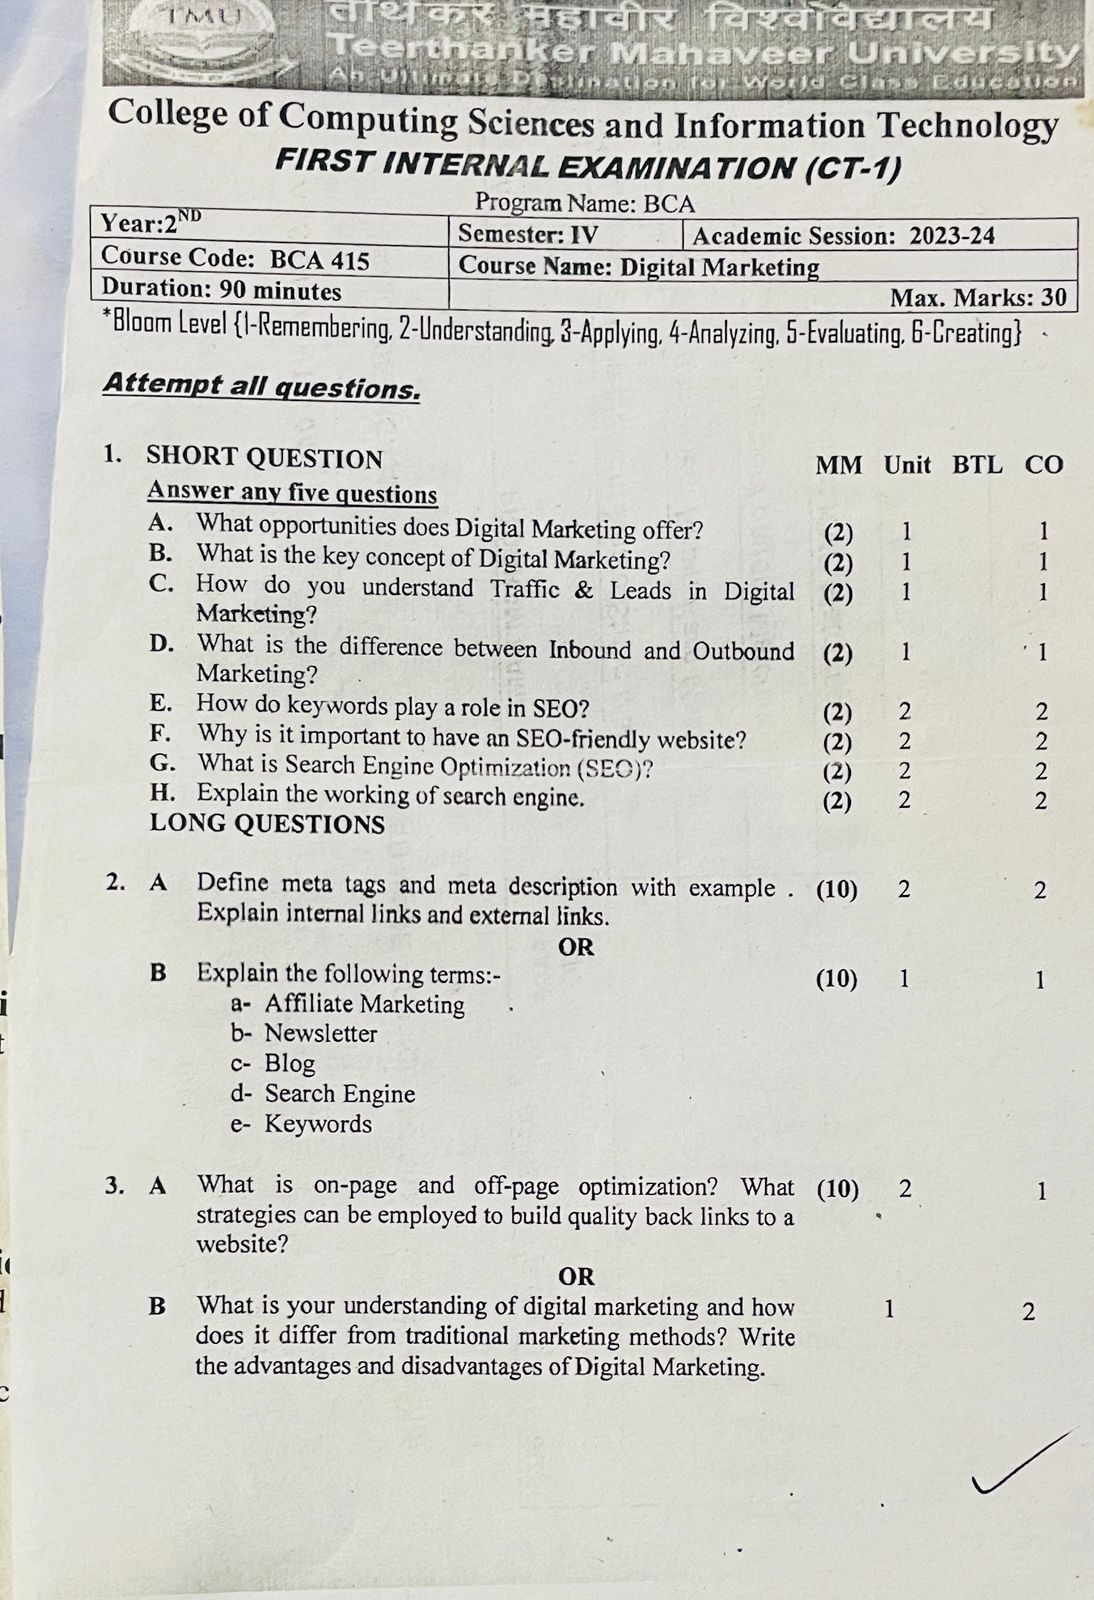 TMU
तीर्थंकर महावीर विश्वविद्यालय
Teerthanker Mahaveer University
An Ultimate Destination for World Class Education
College of Computing Sciences and Information Technology
FIRST INTERNAL EXAMINATION (CT-1)
Program Name: BCA
Year:2ND Semester: IV Academic Session: 2023-24
Course Code: BCA 415 Course Name: Digital Marketing
Duration: 90 minutes Max. Marks: 30
*Bloom Level {1-Remembering, 2-Understanding, 3-Applying, 4-Analyzing, 5-Evaluating, 6-Creating}
Attempt all questions.
1. SHORT QUESTION MM Unit BTL CO
Answer any five questions
A. What opportunities does Digital Marketing offer? (2) 1 1
B. What is the key concept of Digital Marketing? (2) 1 1
C. How do you understand Traffic & Leads in Digital (2) 1 1
Marketing?
D. What is the difference between Inbound and Outbound (2) 1 1
Marketing?
E. How do keywords play a role in SEO? (2) 2 2
F. Why is it important to have an SEO-friendly website? (2) 2 2
G. What is Search Engine Optimization (SEO)? (2) 2 2
H. Explain the working of search engine. (2) 2 2
LONG QUESTIONS
2. A Define meta tags and meta description with example . (10) 2 2
Explain internal links and external links.
OR
B Explain the following terms:- (10) 1 1
a- Affiliate Marketing
b- Newsletter
c- Blog
d- Search Engine
e- Keywords
3. A What is on-page and off-page optimization? What (10) 2 1
strategies can be employed to build quality back links to a
website?
OR
B What is your understanding of digital marketing and how 1 2
does it differ from traditional marketing methods? Write
the advantages and disadvantages of Digital Marketing.